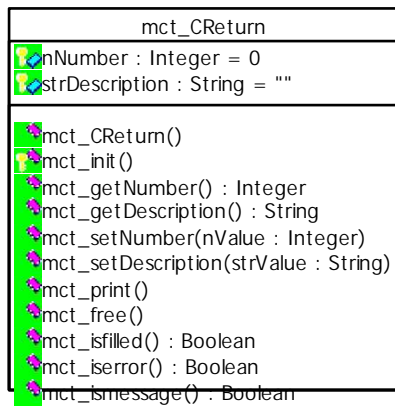 mct_CReturn
nNumber : Integer = 0
strDescription : String = ""
mct_CReturn()
mct_init()
mct_getNumber() : Integer
mct_getDescription() : String
mct_setNumber(nValue : Integer)
mct_setDescription(strValue : String)
mct_print()
mct_free()
mct_isfilled() : Boolean
mct_iserror() : Boolean
mct_ismessage() : Boolean